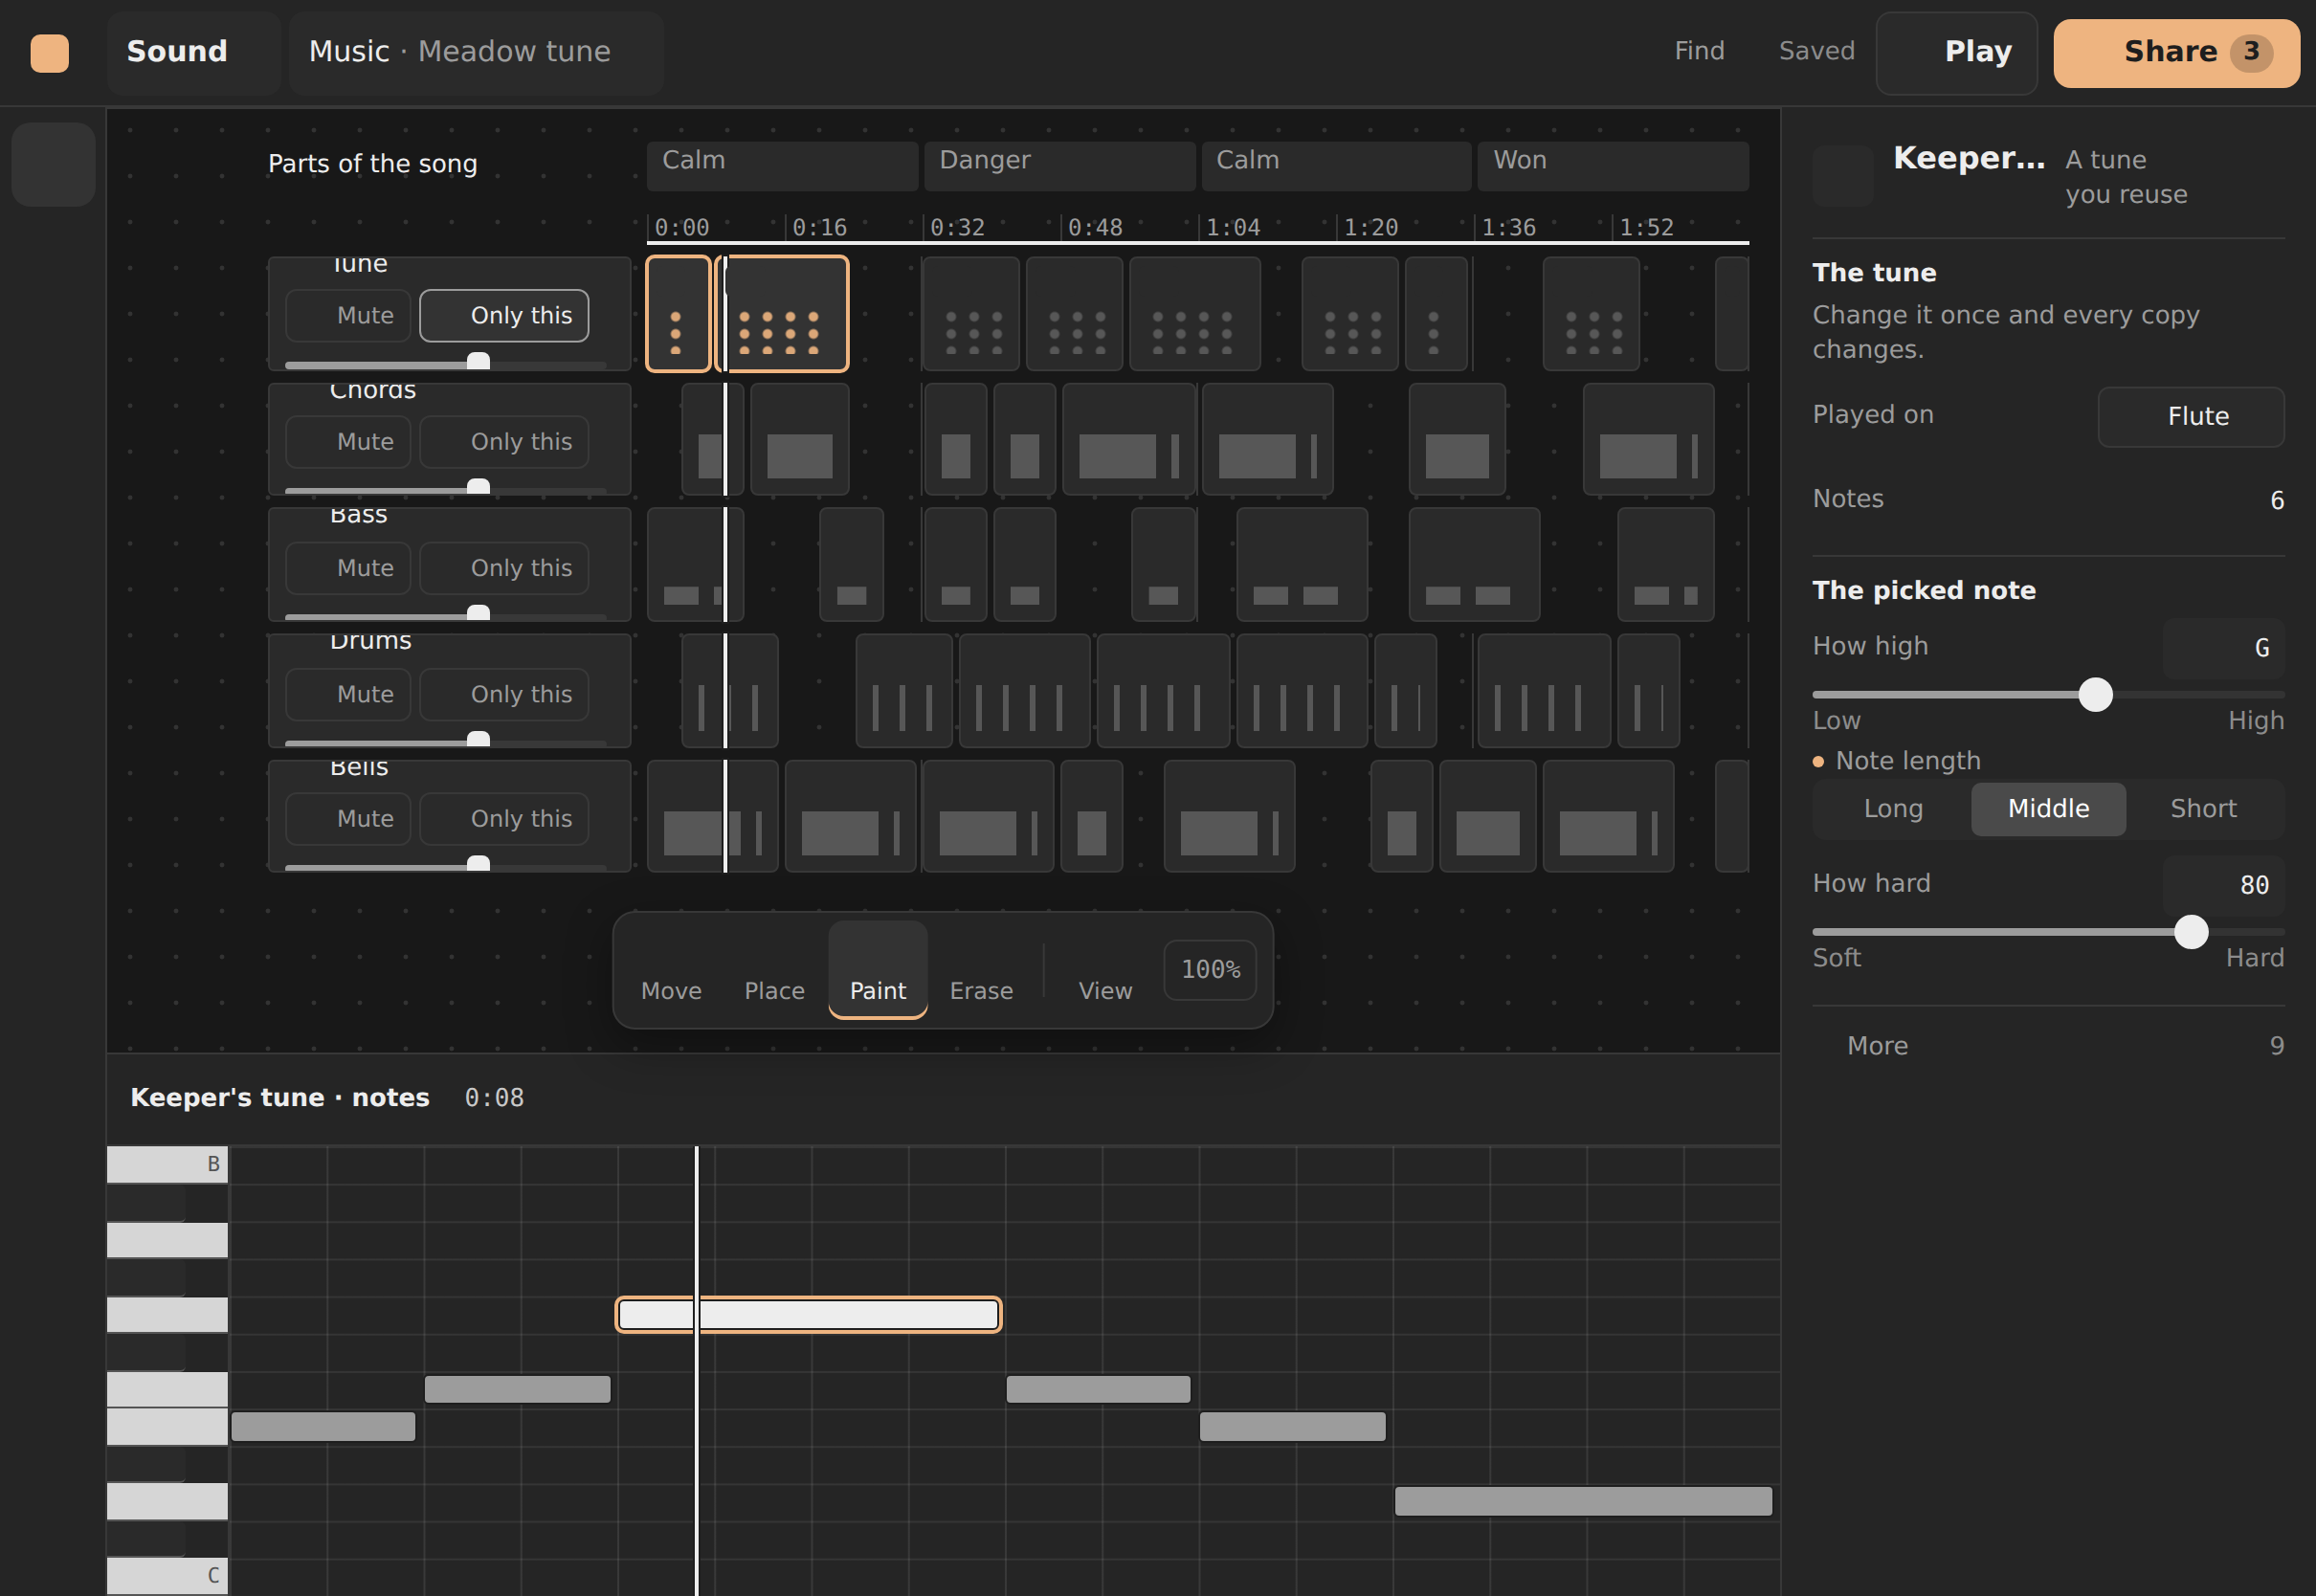 Sound
Music · Meadow tune
Find
Saved
Play
Share 3
Parts of the song
Calm
Danger
Calm
Won
0:00
0:16
0:32
0:48
1:04
1:20
1:36
1:52
Tune
Mute
Only this
Chords
Mute
Only this
Bass
Mute
Only this
Drums
Mute
Only this
Bells
Mute
Only this
Move
Place
Paint
Erase
View
100%
Keeper's tune · notes
0:08
B
C
Keeper…
A tune
you reuse
The tune
Change it once and every copy
changes.
Played on
Flute
Notes
6
The picked note
How high
G
Low
High
Note length
Long
Middle
Short
How hard
80
Soft
Hard
More
9